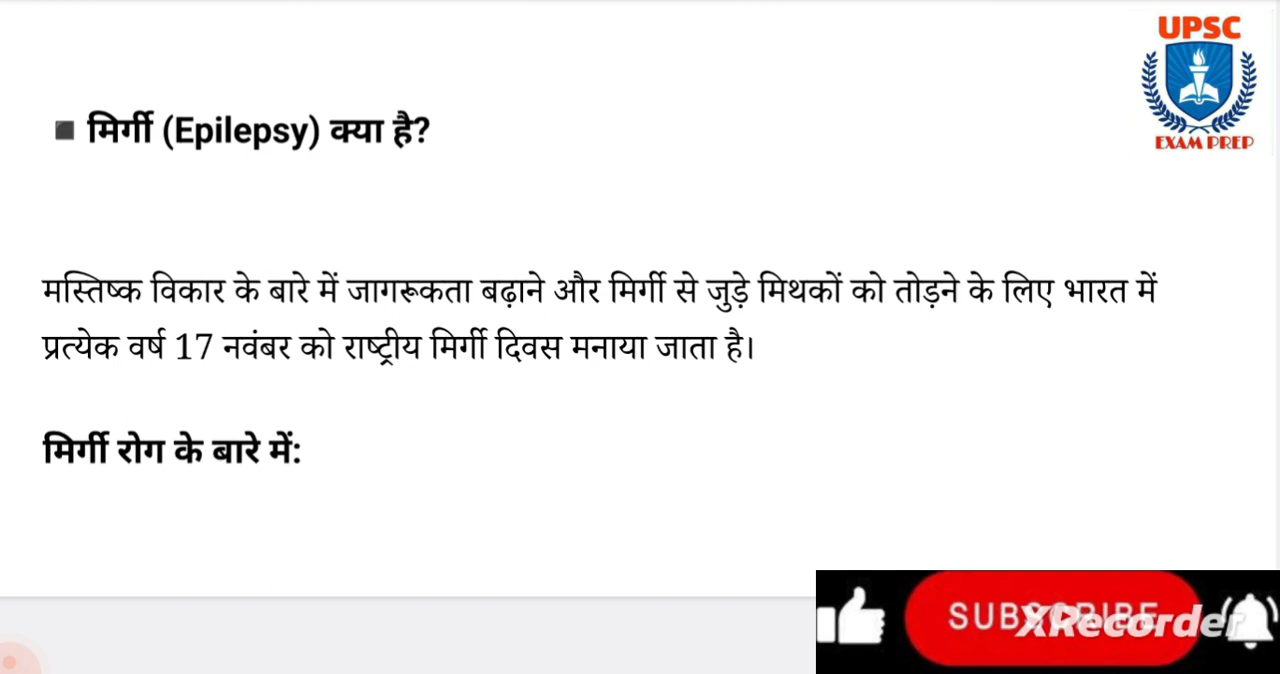 UPSC
EXAM PREP
▪ मिर्गी (Epilepsy) क्या है?
मस्तिष्क विकार के बारे में जागरूकता बढ़ाने और मिर्गी से जुड़े मिथकों को तोड़ने के लिए भारत में
प्रत्येक वर्ष 17 नवंबर को राष्ट्रीय मिर्गी दिवस मनाया जाता है।
मिर्गी रोग के बारे में:
SUBSCRIBE
XRecorder